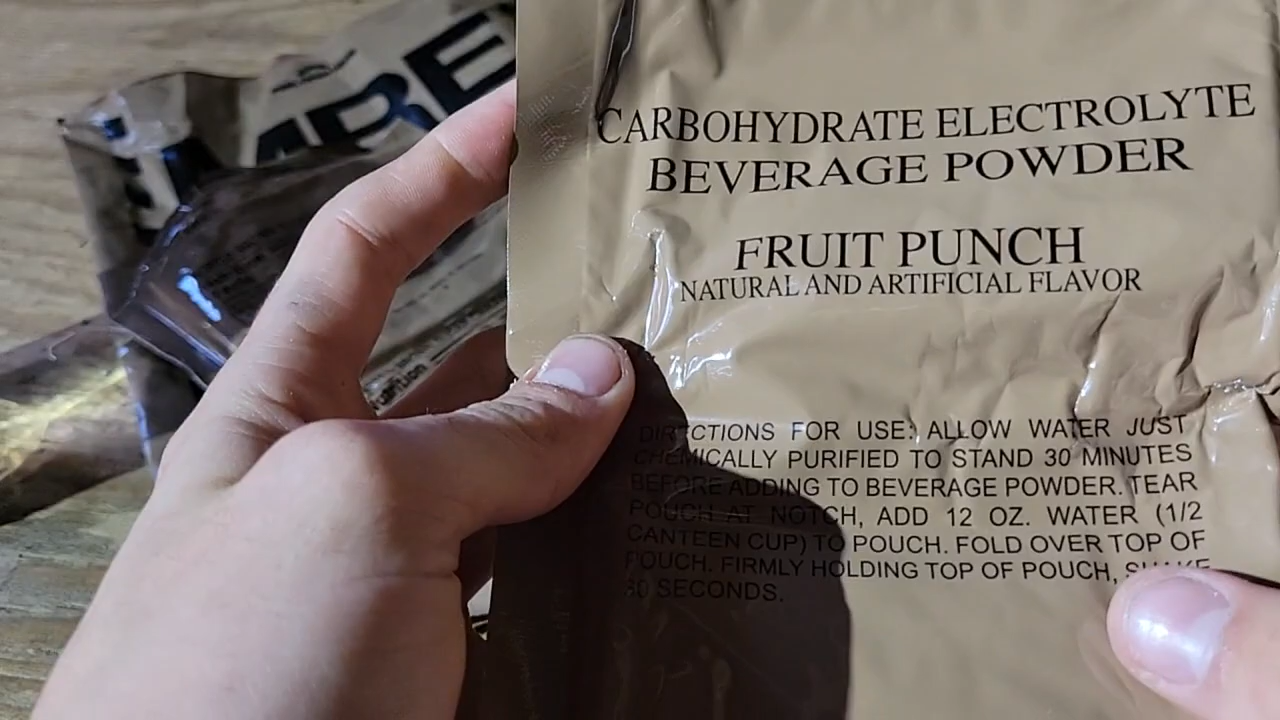 MRE
CARBOHYDRATE ELECTROLYTE
BEVERAGE POWDER
FRUIT PUNCH
NATURAL AND ARTIFICIAL FLAVOR
DIRECTIONS FOR USE: ALLOW WATER JUST
CHEMICALLY PURIFIED TO STAND 30 MINUTES
BEFORE ADDING TO BEVERAGE POWDER. TEAR
POUCH AT NOTCH, ADD 12 OZ. WATER (1/2
CANTEEN CUP) TO POUCH. FOLD OVER TOP OF
POUCH. FIRMLY HOLDING TOP OF POUCH, SHAKE
30 SECONDS.